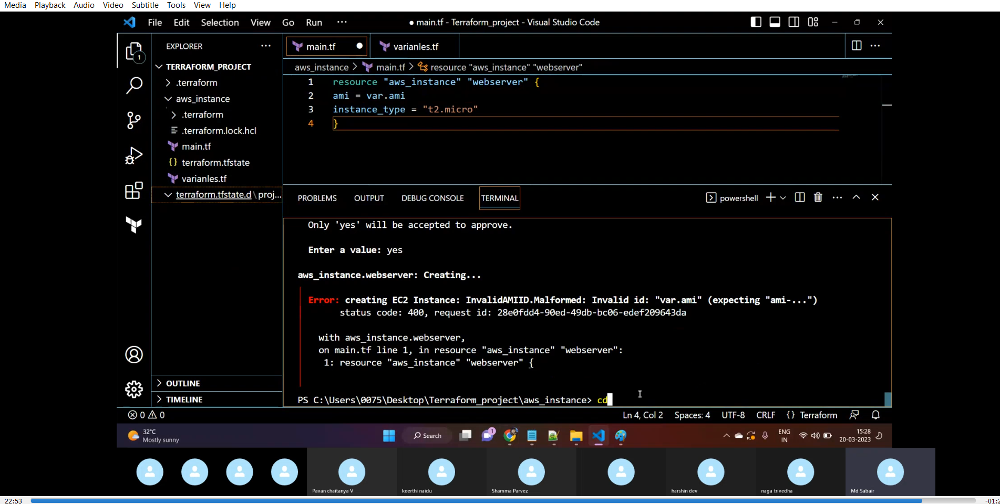 Media Playback Audio Video Subtitle Tools View Help
File Edit Selection View Go Run ··· ● main.tf - Terraform_project - Visual Studio Code
EXPLORER ···
main.tf ●
varianles.tf
TERRAFORM_PROJECT
.terraform
aws_instance
.terraform
.terraform.lock.hcl
main.tf
terraform.tfstate
varianles.tf
terraform.tfstate.d\proj...
OUTLINE
TIMELINE
aws_instance > main.tf > resource "aws_instance" "webserver"
1 resource "aws_instance" "webserver" {
2 ami = var.ami
3 instance_type = "t2.micro"
4 }
PROBLEMS OUTPUT DEBUG CONSOLE TERMINAL powershell
Only 'yes' will be accepted to approve.
Enter a value: yes
aws_instance.webserver: Creating...
Error: creating EC2 Instance: InvalidAMIID.Malformed: Invalid id: "var.ami" (expecting "ami-...")
status code: 400, request id: 28e0fdd4-90ed-49db-bc06-edef209643da
with aws_instance.webserver,
on main.tf line 1, in resource "aws_instance" "webserver":
1: resource "aws_instance" "webserver" {
PS C:\Users\0075\Desktop\Terraform_project\aws_instance> cd
0 0 Ln 4, Col 2 Spaces: 4 UTF-8 CRLF {} Terraform
32°C
Mostly sunny
Search
1
ENG
IN
15:28
20-03-2023
Pavan chaitanya V
keerthi naidu
Shamma Parvez
harshin dev
naga trivedha
Md Sabair
22:53